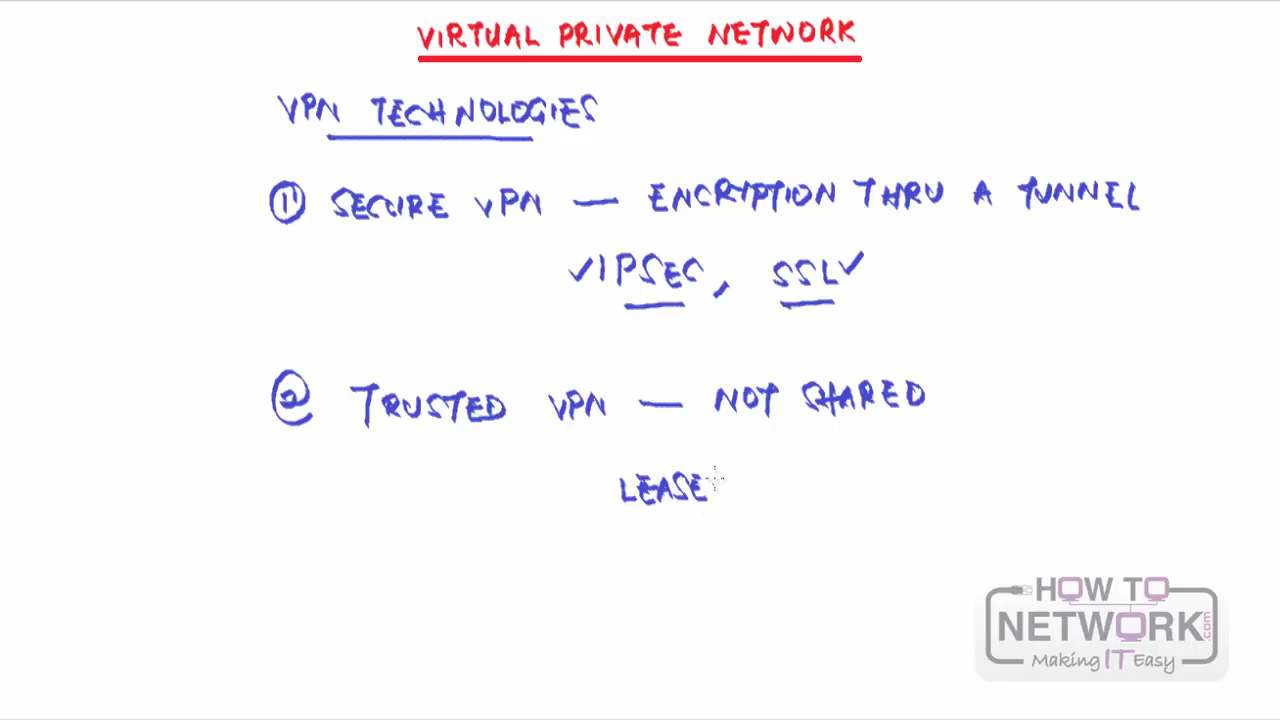 VIRTUAL PRIVATE NETWORK
VPN TECHNOLOGIES
1 SECURE VPN — ENCRYPTION THRU A TUNNEL
✓IPSEC, SSL✓
2 TRUSTED VPN — NOT SHARED
LEASE
HOW TO
NETWORK.com
Making IT Easy